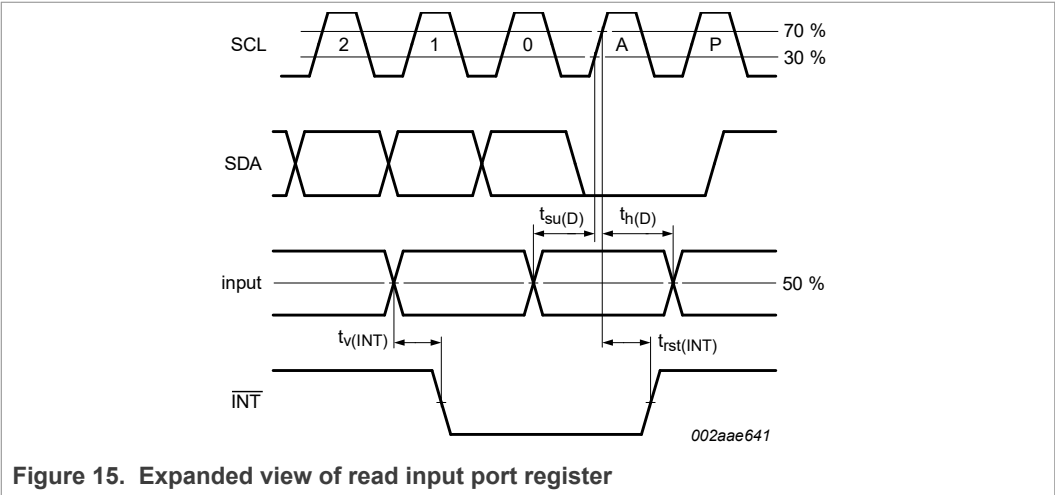 SCL 2 1 0 A P 70 %
30 %
SDA
tsu(D) th(D)
input 50 %
tv(INT) trst(INT)
INT
002aae641
Figure 15. Expanded view of read input port register